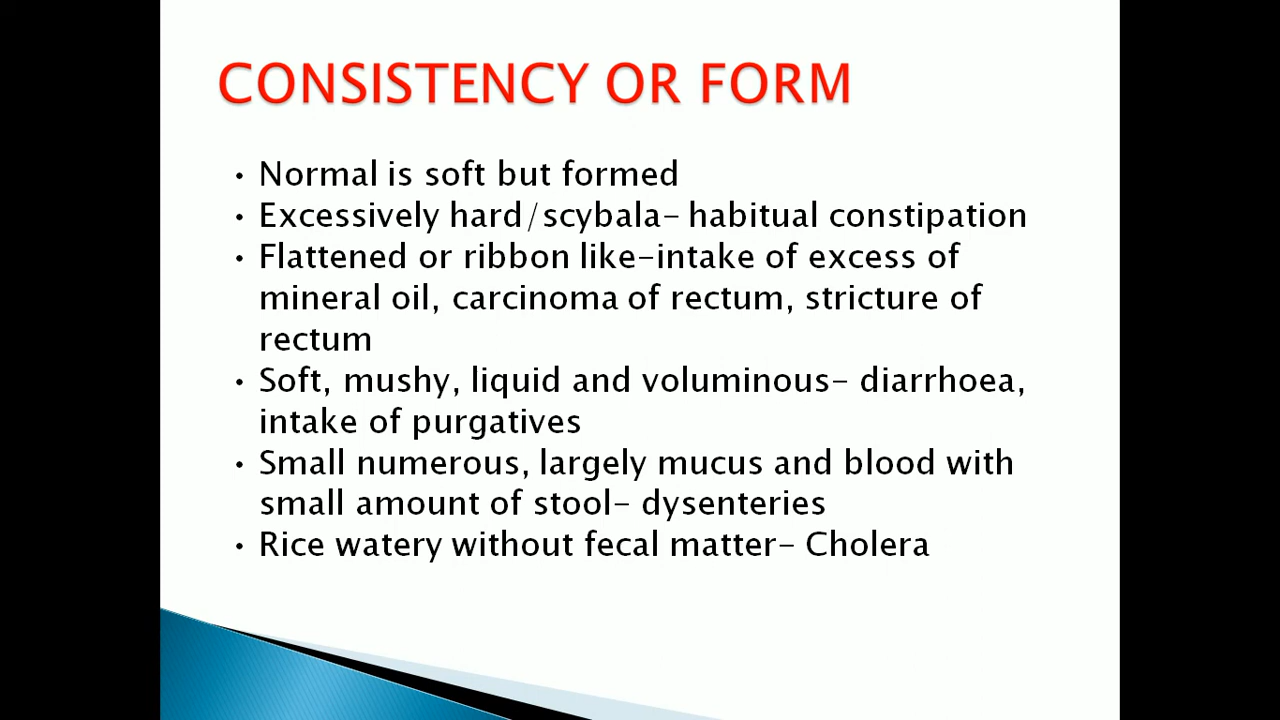 CONSISTENCY OR FORM
• Normal is soft but formed
• Excessively hard/scybala- habitual constipation
• Flattened or ribbon like-intake of excess of
mineral oil, carcinoma of rectum, stricture of
rectum
• Soft, mushy, liquid and voluminous- diarrhoea,
intake of purgatives
• Small numerous, largely mucus and blood with
small amount of stool- dysenteries
• Rice watery without fecal matter- Cholera